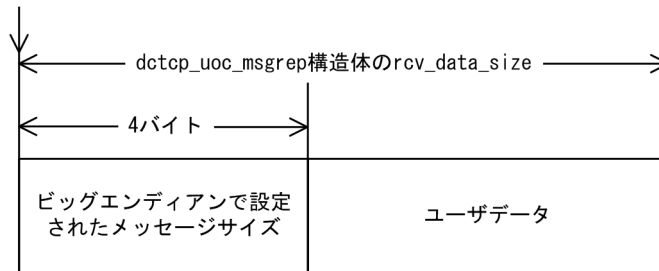 dctcp_uoc_msgrep構造体のrcv_data_size
4バイト
ビッグエンディアンで設定
されたメッセージサイズ
ユーザデータ